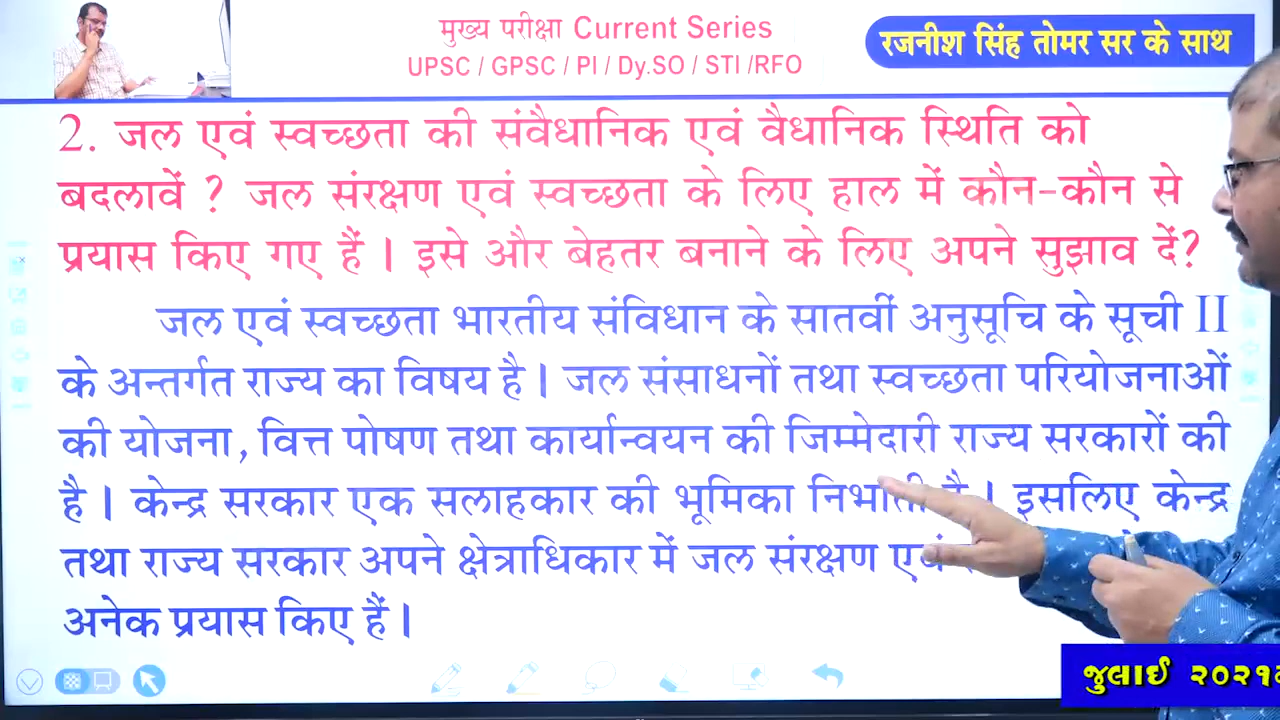 मुख्य परीक्षा Current Series
UPSC / GPSC / PI / Dy.SO / STI /RFO
रजनीश सिंह तोमर सर के साथ
2. जल एवं स्वच्छता की संवैधानिक एवं वैधानिक स्थिति को
बदलावें ? जल संरक्षण एवं स्वच्छता के लिए हाल में कौन-कौन से
प्रयास किए गए हैं । इसे और बेहतर बनाने के लिए अपने सुझाव दें?
जल एवं स्वच्छता भारतीय संविधान के सातवीं अनुसूचि के सूची II
के अन्तर्गत राज्य का विषय है । जल संसाधनों तथा स्वच्छता परियोजनाओं
की योजना, वित्त पोषण तथा कार्यान्वयन की जिम्मेदारी राज्य सरकारों की
है । केन्द्र सरकार एक सलाहकार की भूमिका निभाती है । इसलिए केन्द्र
तथा राज्य सरकार अपने क्षेत्राधिकार में जल संरक्षण एवं
अनेक प्रयास किए हैं ।
જુલાઈ ૨૦૨૧